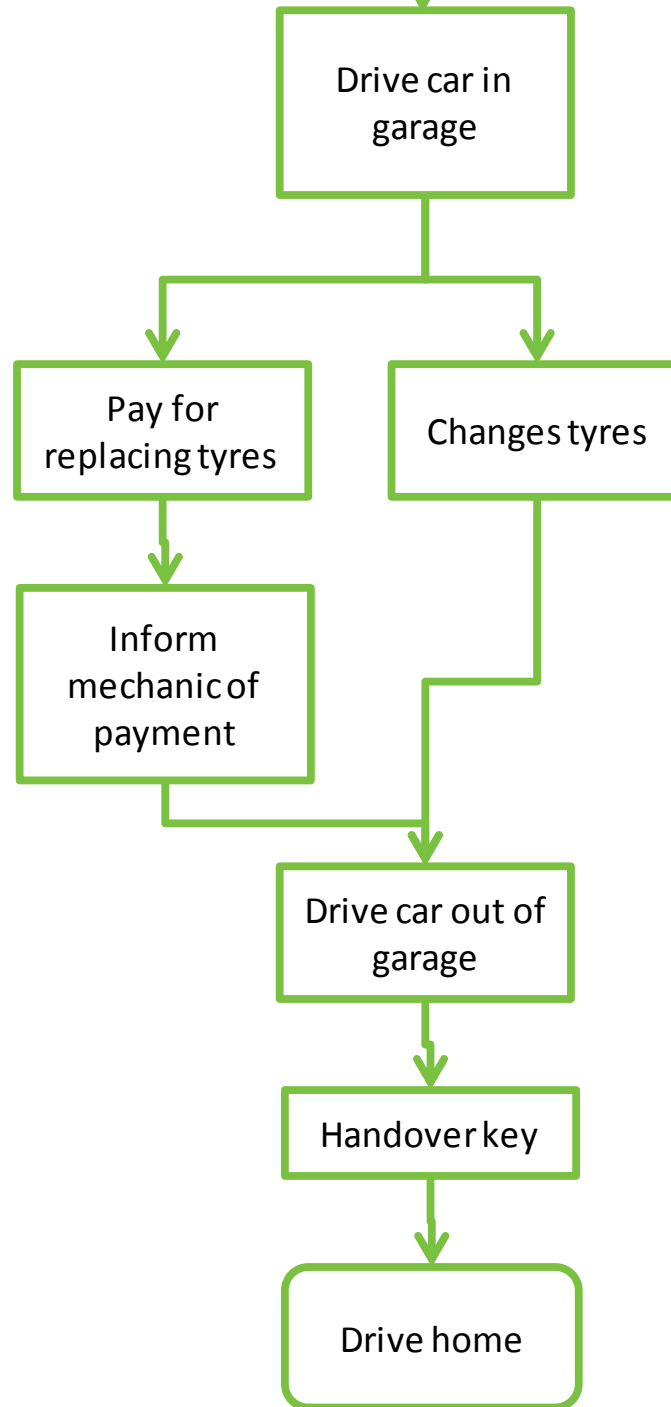 Drive car in
garage
Pay for
replacing tyres
Changes tyres
Inform
mechanic of
payment
Drive car out of
garage
Handover key
Drive home